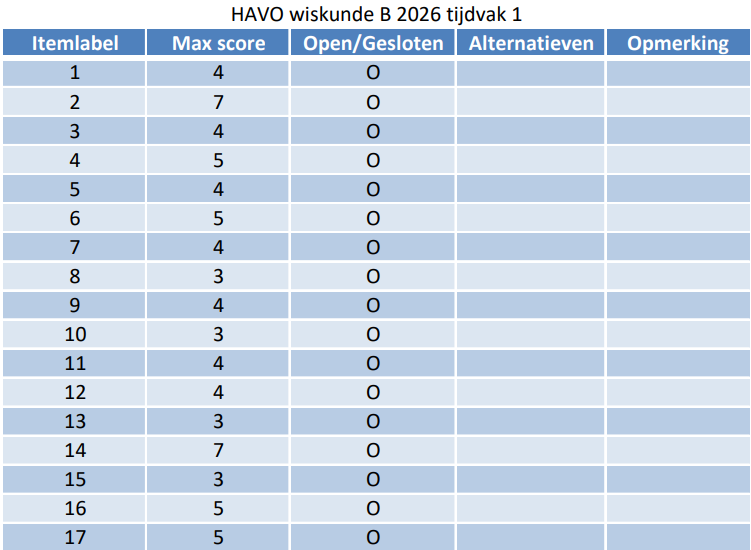 HAVO wiskunde B 2026 tijdvak 1
Itemlabel Max score Open/Gesloten Alternatieven Opmerking
1 4 O
2 7 O
3 4 O
4 5 O
5 4 O
6 5 O
7 4 O
8 3 O
9 4 O
10 3 O
11 4 O
12 4 O
13 3 O
14 7 O
15 3 O
16 5 O
17 5 O